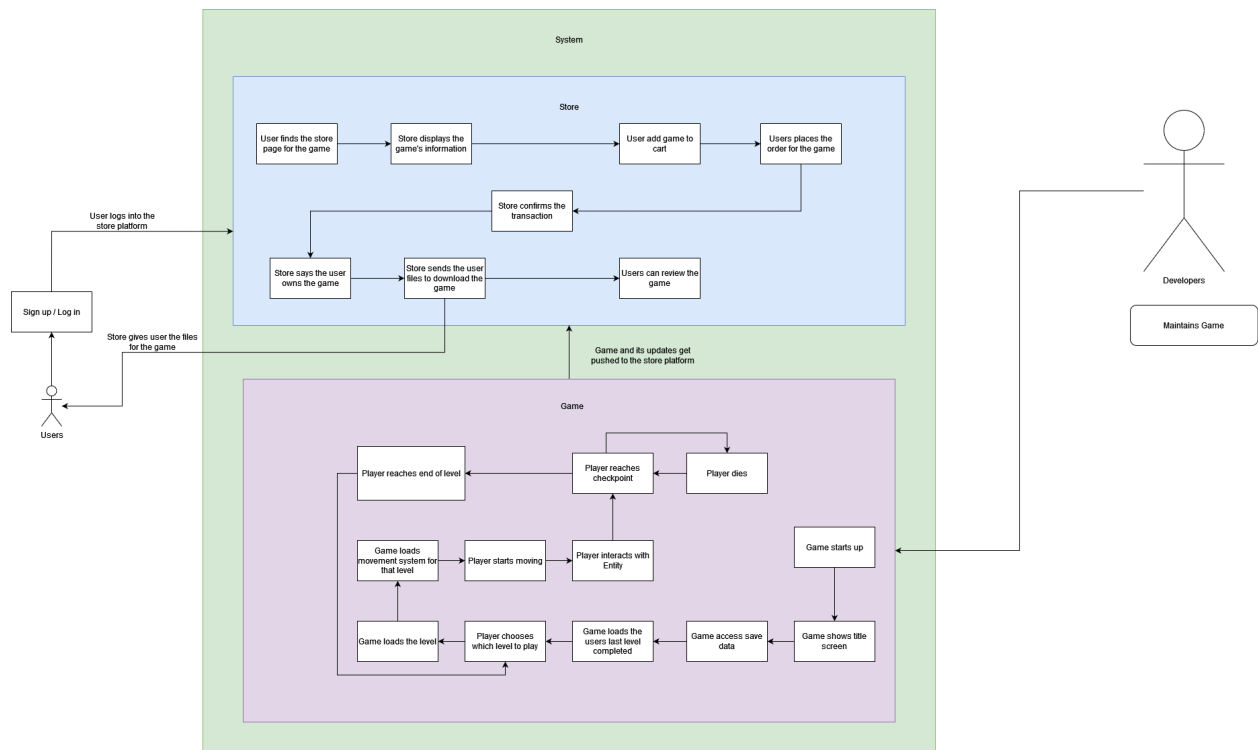 System
Store
User finds the store
page for the game
Store displays the
game's information
User add game to
cart
Users places the
order for the game
Store confirms the
transaction
User logs into the
store platform
Store says the user
owns the game
Store sends the user
files to download the
game
Users can review the
game
Sign up / Log in
Store gives user the files
for the game
Users
Game and its updates get
pushed to the store platform
Developers
Maintains Game
Game
Player reaches end of level
Player reaches
checkpoint
Player dies
Game loads
movement system for
that level
Player starts moving
Player interacts with
Entity
Game starts up
Game loads the level
Player chooses
which level to play
Game loads the
users last level
completed
Game access save
data
Game shows title
screen